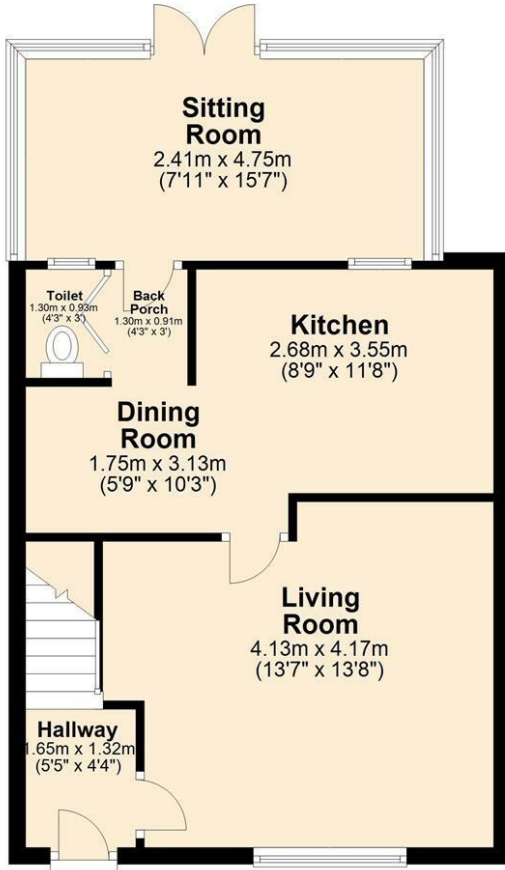 Sitting
Room
2.41m x 4.75m
(7'11" x 15'7")
Toilet
1.30m x 0.93m
(4'3" x 3')
Back
Porch
1.30m x 0.91m
(4'3" x 3')
Kitchen
2.68m x 3.55m
(8'9" x 11'8")
Dining
Room
1.75m x 3.13m
(5'9" x 10'3")
Living
Room
4.13m x 4.17m
(13'7" x 13'8")
Hallway
1.65m x 1.32m
(5'5" x 4'4")